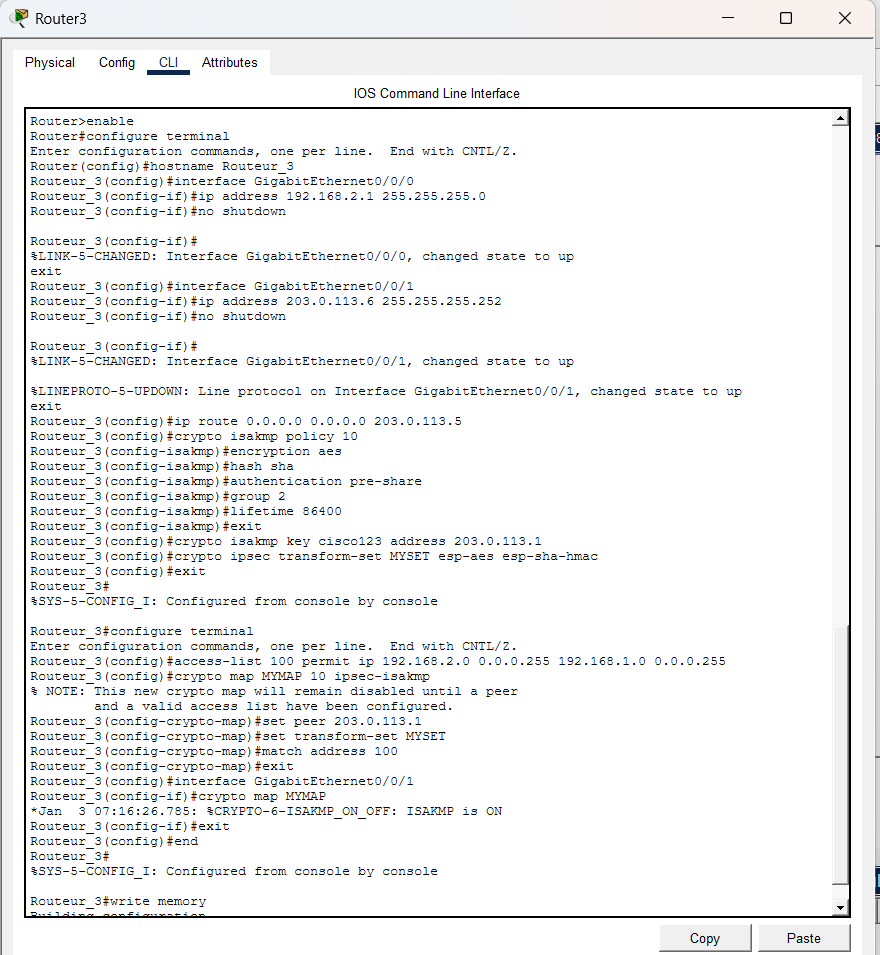 Router3
Physical Config CLI Attributes
IOS Command Line Interface
Router>enable
Router#configure terminal
Enter configuration commands, one per line.  End with CNTL/Z.
Router(config)#hostname Routeur_3
Routeur_3(config)#interface GigabitEthernet0/0/0
Routeur_3(config-if)#ip address 192.168.2.1 255.255.255.0
Routeur_3(config-if)#no shutdown
Routeur_3(config-if)#
%LINK-5-CHANGED: Interface GigabitEthernet0/0/0, changed state to up
exit
Routeur_3(config)#interface GigabitEthernet0/0/1
Routeur_3(config-if)#ip address 203.0.113.6 255.255.255.252
Routeur_3(config-if)#no shutdown
Routeur_3(config-if)#
%LINK-5-CHANGED: Interface GigabitEthernet0/0/1, changed state to up
%LINEPROTO-5-UPDOWN: Line protocol on Interface GigabitEthernet0/0/1, changed state to up
exit
Routeur_3(config)#ip route 0.0.0.0 0.0.0.0 203.0.113.5
Routeur_3(config)#crypto isakmp policy 10
Routeur_3(config-isakmp)#encryption aes
Routeur_3(config-isakmp)#hash sha
Routeur_3(config-isakmp)#authentication pre-share
Routeur_3(config-isakmp)#group 2
Routeur_3(config-isakmp)#lifetime 86400
Routeur_3(config-isakmp)#exit
Routeur_3(config)#crypto isakmp key cisco123 address 203.0.113.1
Routeur_3(config)#crypto ipsec transform-set MYSET esp-aes esp-sha-hmac
Routeur_3(config)#exit
Routeur_3#
%SYS-5-CONFIG_I: Configured from console by console
Routeur_3#configure terminal
Enter configuration commands, one per line.  End with CNTL/Z.
Routeur_3(config)#access-list 100 permit ip 192.168.2.0 0.0.0.255 192.168.1.0 0.0.0.255
Routeur_3(config)#crypto map MYMAP 10 ipsec-isakmp
% NOTE: This new crypto map will remain disabled until a peer
and a valid access list have been configured.
Routeur_3(config-crypto-map)#set peer 203.0.113.1
Routeur_3(config-crypto-map)#set transform-set MYSET
Routeur_3(config-crypto-map)#match address 100
Routeur_3(config-crypto-map)#exit
Routeur_3(config)#interface GigabitEthernet0/0/1
Routeur_3(config-if)#crypto map MYMAP
*Jan  3 07:16:26.785: %CRYPTO-6-ISAKMP_ON_OFF: ISAKMP is ON
Routeur_3(config-if)#exit
Routeur_3(config)#end
Routeur_3#
%SYS-5-CONFIG_I: Configured from console by console
Routeur_3#write memory
Building configuration
Copy Paste